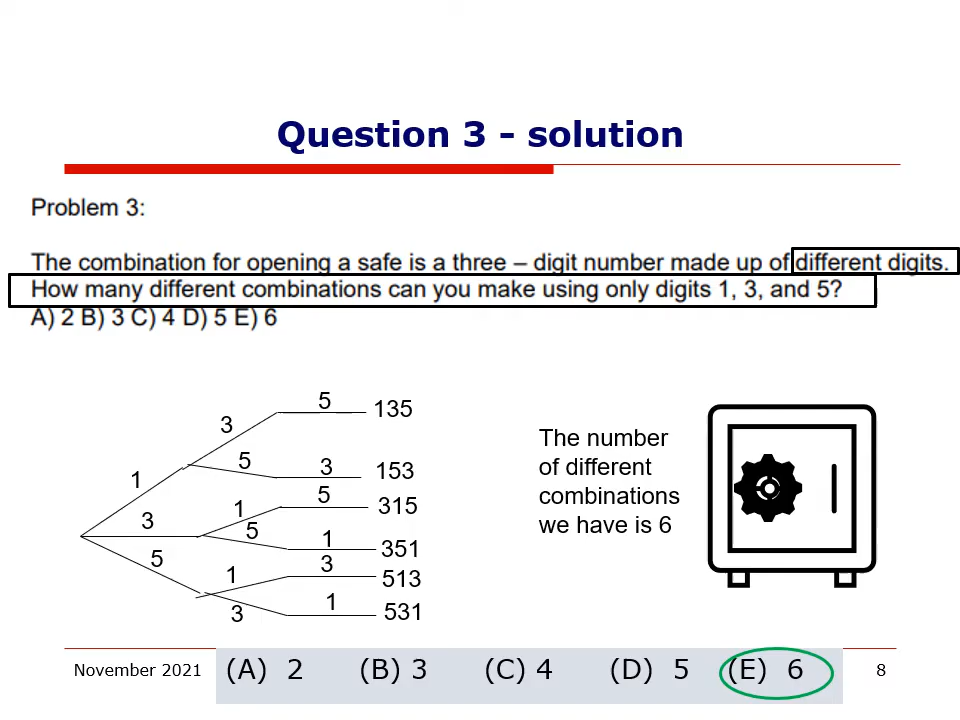 Question 3 - solution
Problem 3:
The combination for opening a safe is a three – digit number made up of different digits.
How many different combinations can you make using only digits 1, 3, and 5?
A) 2 B) 3 C) 4 D) 5 E) 6
1
3
5
135
5
3
153
3
1
5
315
5
1
351
5
1
3
513
3
1
531
The number
of different
combinations
we have is 6
November 2021
(A) 2 (B) 3 (C) 4 (D) 5 (E) 6
8